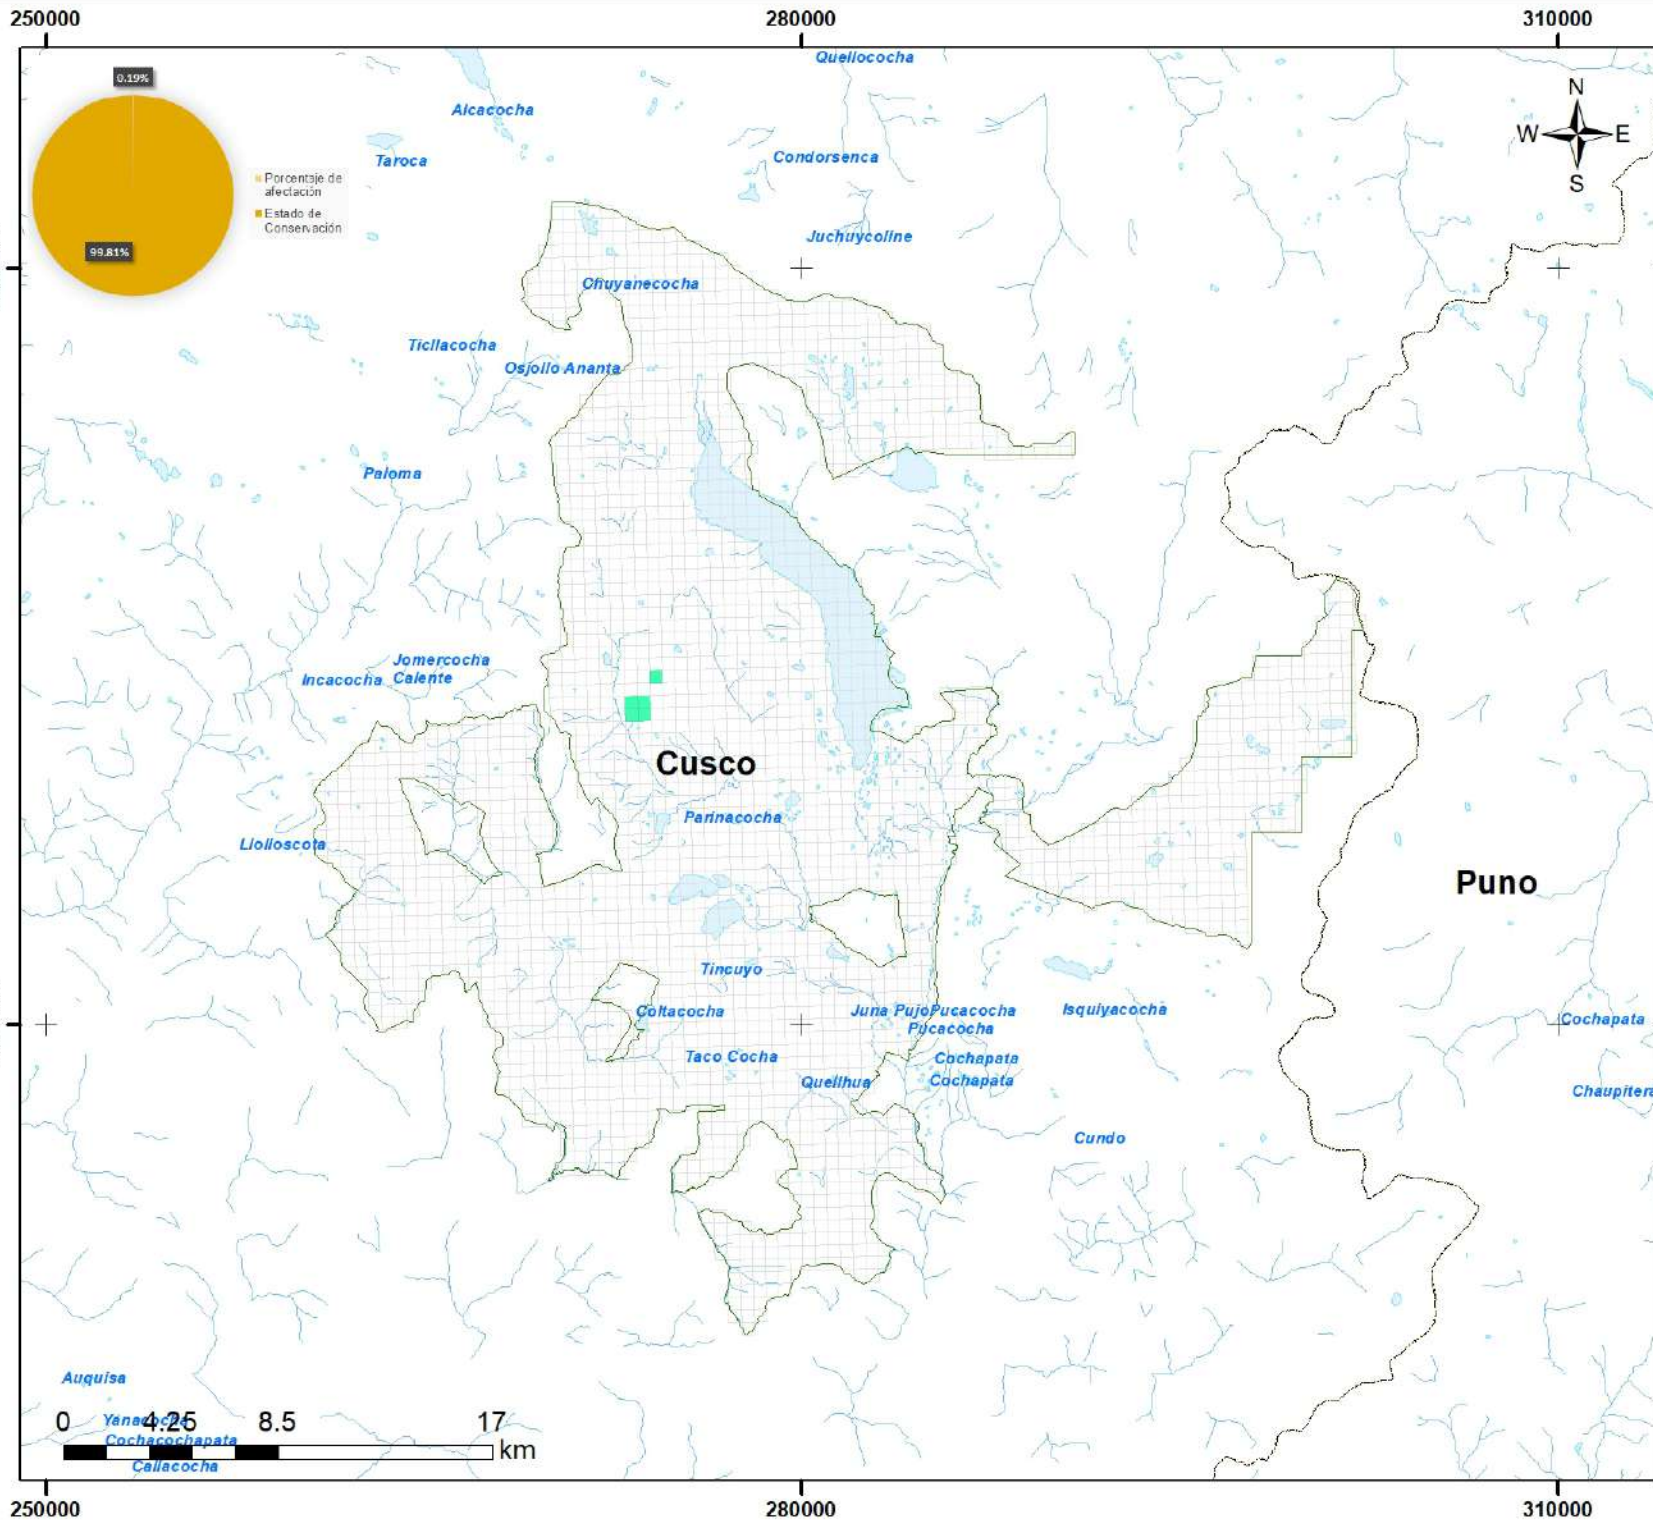 250000 280000 310000
Quellococha
0.19%
N
Alcacocha
W E
Taroca
Condorsenca
Porcentaje de
afectación
S
Estado de
Conservación
Juchuycoline
99.81%
Chuyanecocha
Ticllacocha
Osjollo Ananta
Paloma
Jomercocha
Incacocha Calente
Cusco
Parinacocha
Llolloscota
Puno
Tincuyo
Coltacocha
Juna Pujo Pucacocha
Isquiyacocha
Cochapata
Pucacocha
Taco Cocha
Cochapata
Quellhua
Cochapata
Chaupitera
Cundo
Auquisa
0 4.25 8.5 17
Yanacocha
Cochacochapata
km
Callacocha
250000 280000 310000